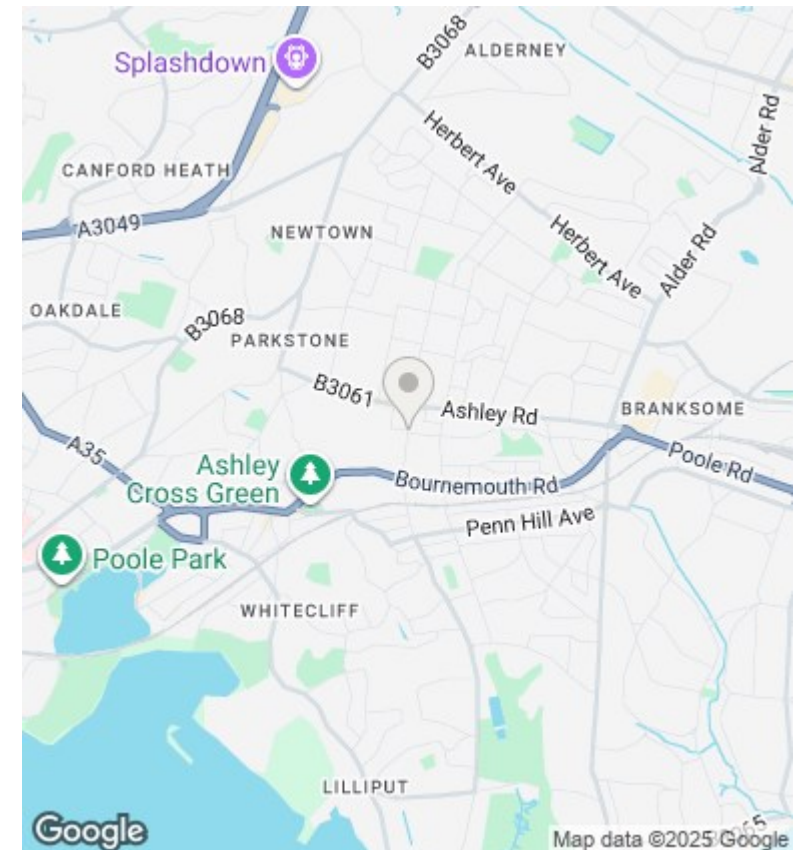 B3068
ALDERNEY
Splashdown
Alder Rd
Herbert Ave
CANFORD HEATH
A3049
NEWTOWN
Herbert Ave
Alder Rd
OAKDALE
B3068
PARKSTONE
B3061
Ashley Rd
BRANKSOME
A35
Ashley
Cross Green
Bournemouth Rd
Poole Rd
Penn Hill Ave
Poole Park
WHITECLIFF
LILLIPUT
B3065
Google
Map data ©2025 Google